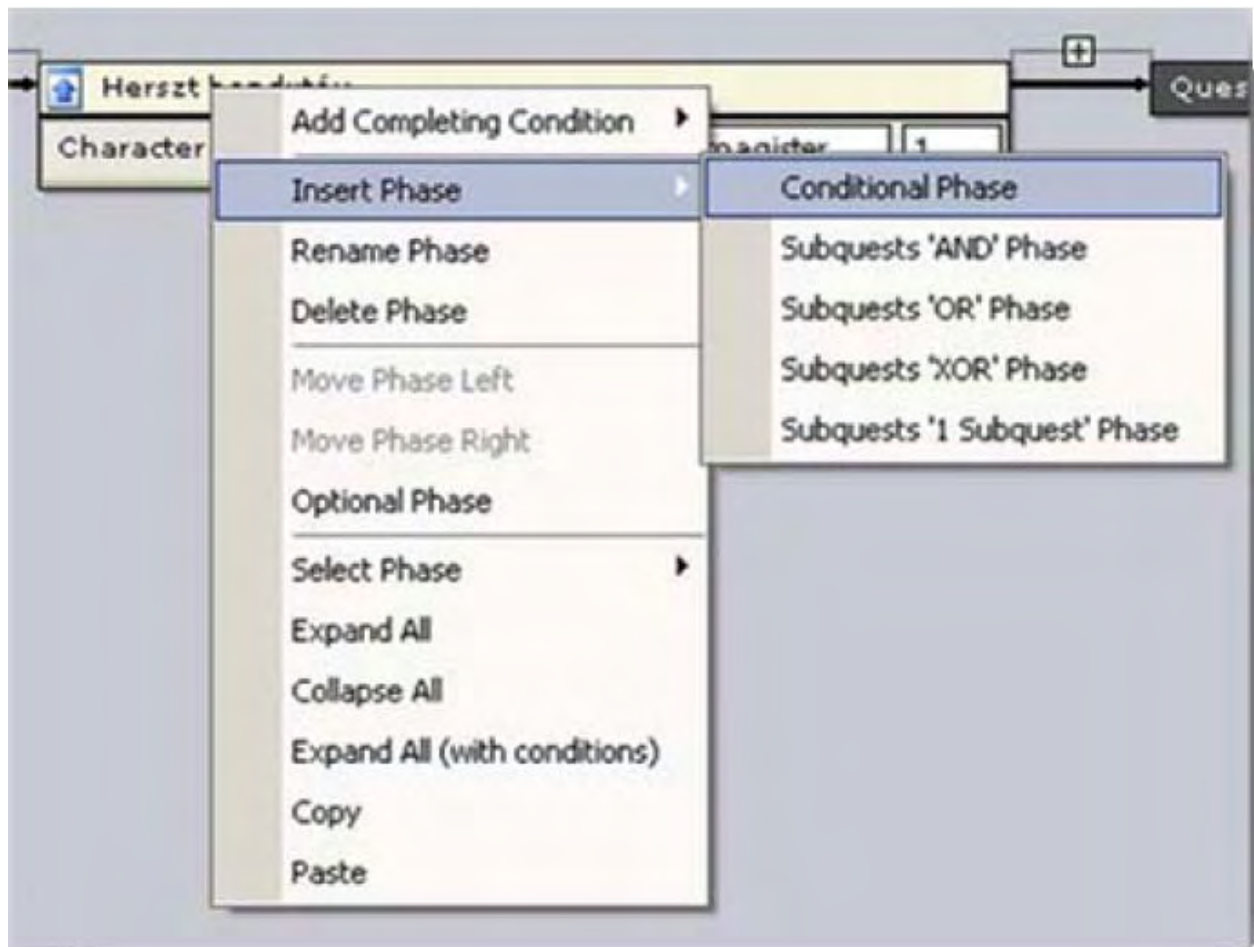 Herszt
Ques
Character
magister
1
Add Completing Condition
Insert Phase
Rename Phase
Delete Phase
Move Phase Left
Move Phase Right
Optional Phase
Select Phase
Expand All
Collapse All
Expand All (with conditions)
Copy
Paste
Conditional Phase
Subquests 'AND' Phase
Subquests 'OR' Phase
Subquests 'XOR' Phase
Subquests '1 Subquest' Phase